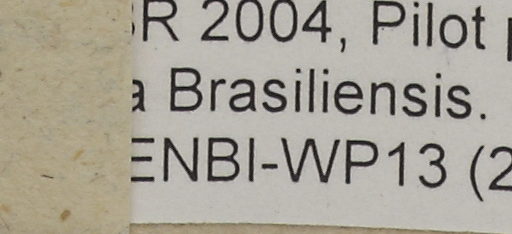 R 2004, Pilot
a Brasiliensis.
ENBI-WP13 (2